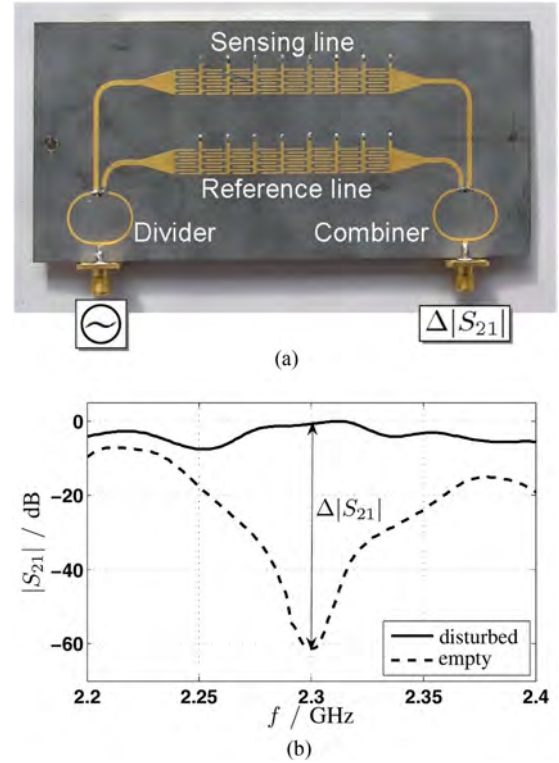 Sensing line
Reference line
Divider
Combiner
Δ|S₂₁|
(a)
0
−20
−40
−60
|S₂₁| / dB
Δ|S₂₁|
disturbed
empty
2.2
2.25
2.3
2.35
2.4
f / GHz
(b)